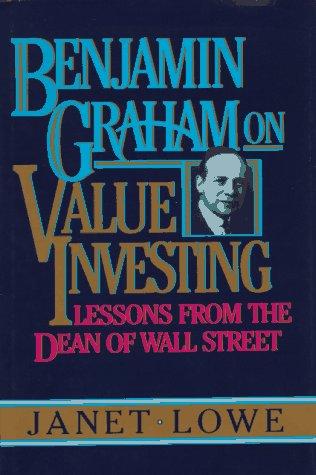 BENJAMIN
GRAHAM ON
VALUE
INVESTING
LESSONS FROM THE
DEAN OF WALL STREET
JANET · LOWE